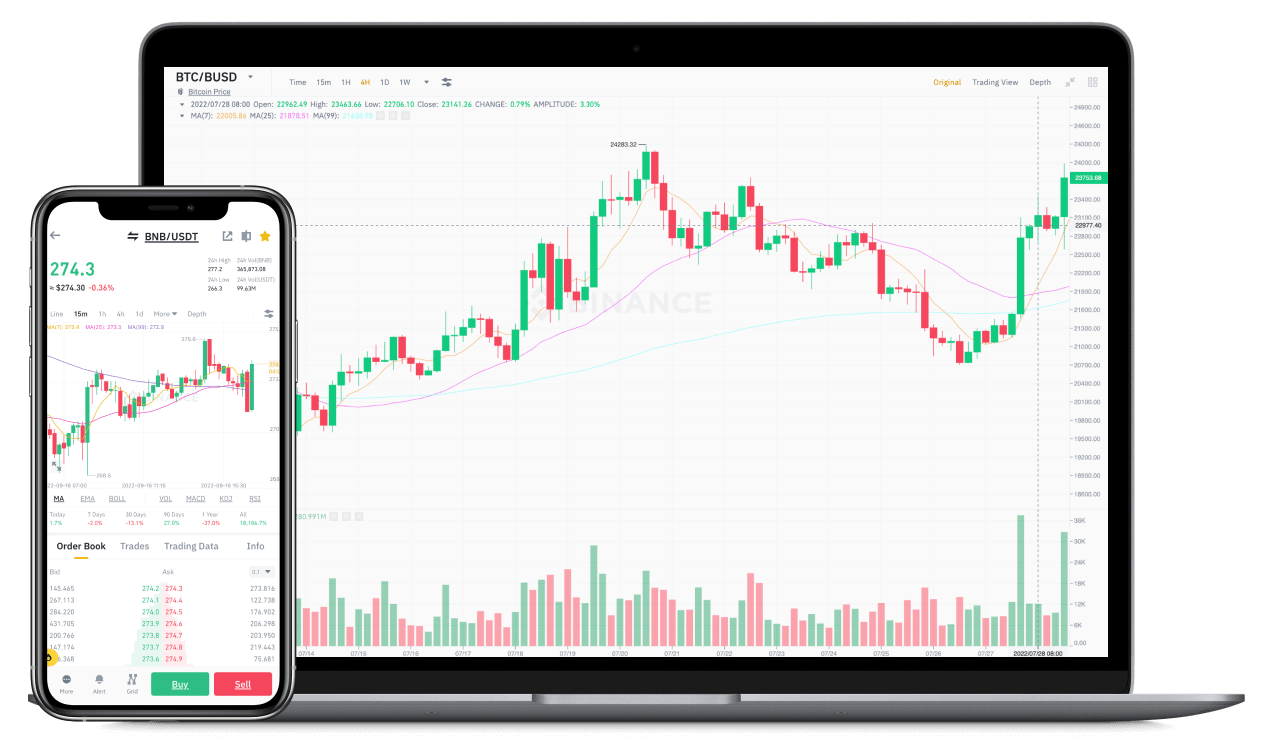 BTC/BUSD
Bitcoin Price
Time 15m 1H 4H 1D 1W
Original Trading View Depth
2022/07/28 08:00 Open: 22962.49 High: 23463.66 Low: 22706.10 Close: 23141.26 CHANGE: 0.79% AMPLITUDE: 3.30%
MA(7): 22005.86 MA(25): 21878.51 MA(99):
24283.32
BINANCE
24900.00
24600.00
24300.00
24000.00
23753.68
23400.00
23100.00
22977.40
22800.00
22500.00
22200.00
21900.00
21600.00
21300.00
21000.00
20700.00
20400.00
20100.00
19800.00
19500.00
19200.00
18900.00
18600.00
36K
30K
24K
18K
12K
6K
0.00
07/14 07/15 07/16 07/16 07/17 07/18 07/19 07/20 07/21 07/22 07/23 07/24 07/25 07/26 07/27 2022/07/28 08:00
BNB/USDT
274.3
≈ $274.30 -0.36%
24h High 24h Vol(BNB)
277.2 365,873.08
24h Low 24h Vol(USDT)
266.3 99.63M
Line 15m 1h 4h 1d More Depth
MA(7): 273.4 MA(25): 273.5 MA(99): 272.8
275.8
268.5
2022-09-16 11:15 2022-09-16 15:30
MA EMA BOLL VOL MACD KDJ RSI
Today 7 Days 30 Days 90 Days 1 Year All
1.7% -2.0% -13.1% 27.0% -37.0% 18,186.7%
Order Book Trades Trading Data Info
Bid Ask 0.1
145.465 274.2 274.3 273,816
267.113 274.1 274.4 122.738
284.220 274.0 274.5 176.902
431.705 273.9 274.6 206.298
200.766 273.8 274.7 203.950
147.174 273.7 274.8 219.443
273.6 274.9 75.681
More Alert Grid Buy Sell